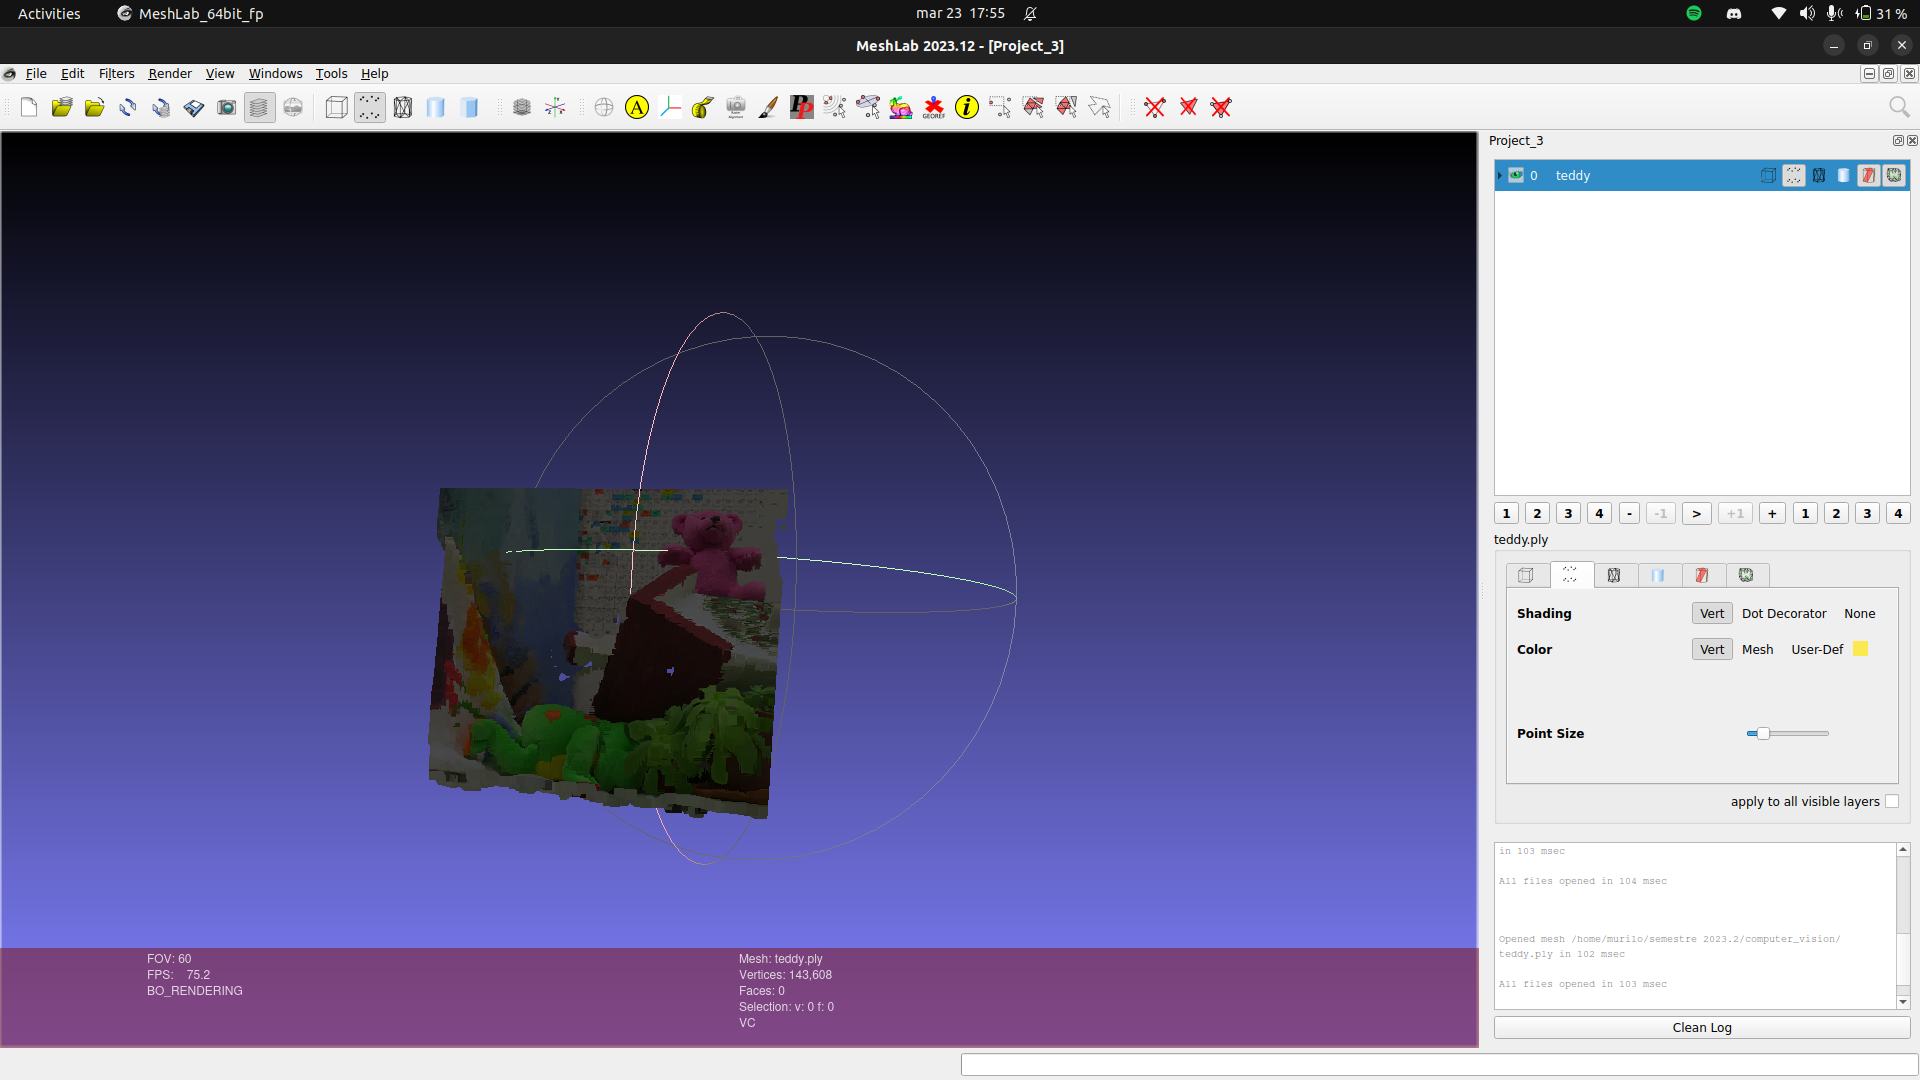 Activities MeshLab_64bit_fp mar 23 17:55 31 %
MeshLab 2023.12 - [Project_3]
File Edit Filters Render View Windows Tools Help
A PP GEOREF i
Project_3
0 teddy
1 2 3 4 - -1 > +1 + 1 2 3 4
teddy.ply
Shading Vert Dot Decorator None
Color Vert Mesh User-Def
Point Size
apply to all visible layers
in 103 msec
All files opened in 104 msec
Opened mesh /home/murilo/semestre 2023.2/computer_vision/
teddy.ply in 102 msec
All files opened in 103 msec
Clean Log
FOV: 60
FPS: 75.2
BO_RENDERING
Mesh: teddy.ply
Vertices: 143,608
Faces: 0
Selection: v: 0 f: 0
VC